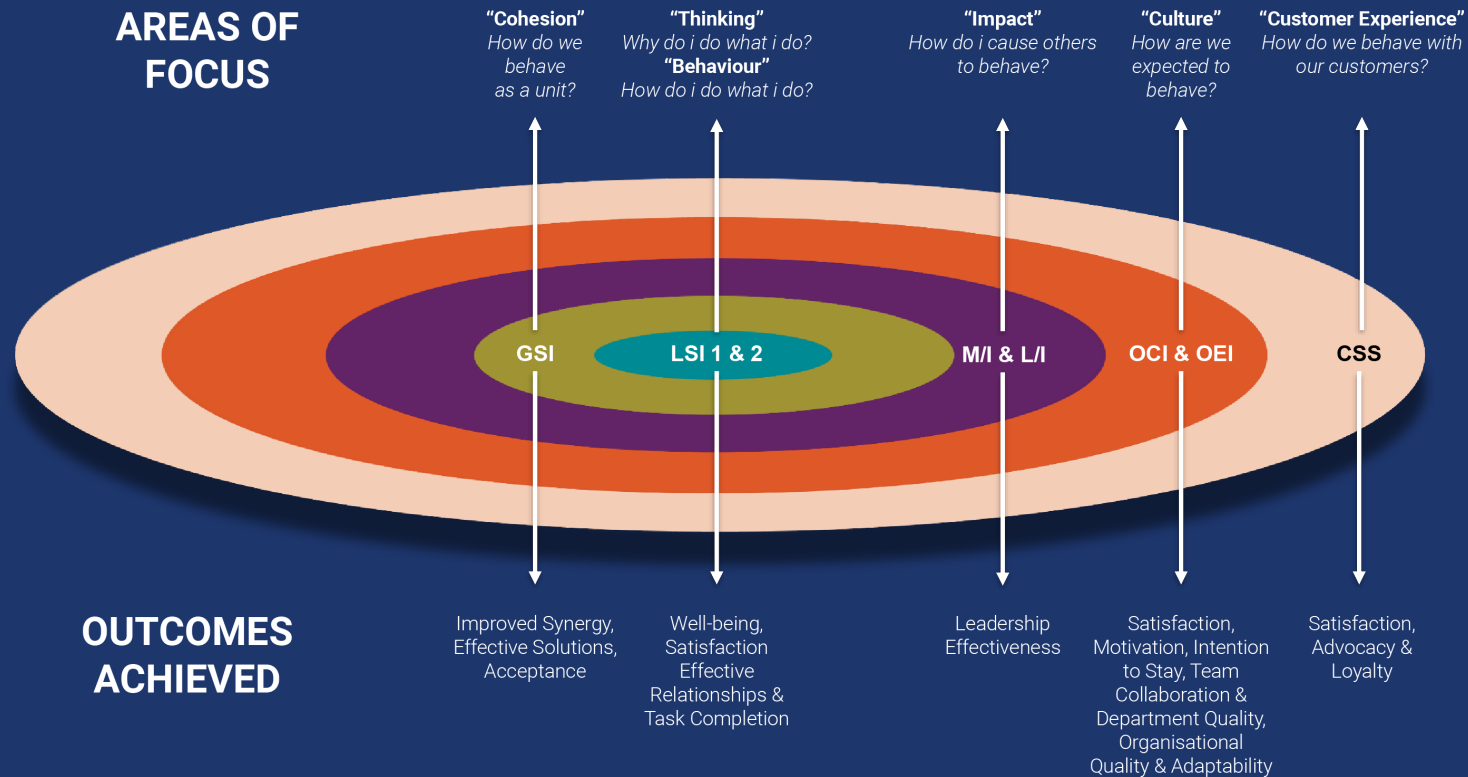 AREAS OF
FOCUS
“Cohesion”
How do we
behave
as a unit?
“Thinking”
Why do i do what i do?
“Behaviour”
How do i do what i do?
“Impact”
How do i cause others
to behave?
“Culture”
How are we
expected to
behave?
“Customer Experience”
How do we behave with
our customers?
GSI
LSI 1 & 2
M/I & L/I
OCI & OEI
CSS
OUTCOMES
ACHIEVED
Improved Synergy,
Effective Solutions,
Acceptance
Well-being,
Satisfaction
Effective
Relationships &
Task Completion
Leadership
Effectiveness
Satisfaction,
Motivation, Intention
to Stay, Team
Collaboration &
Department Quality,
Organisational
Quality & Adaptability
Satisfaction,
Advocacy &
Loyalty